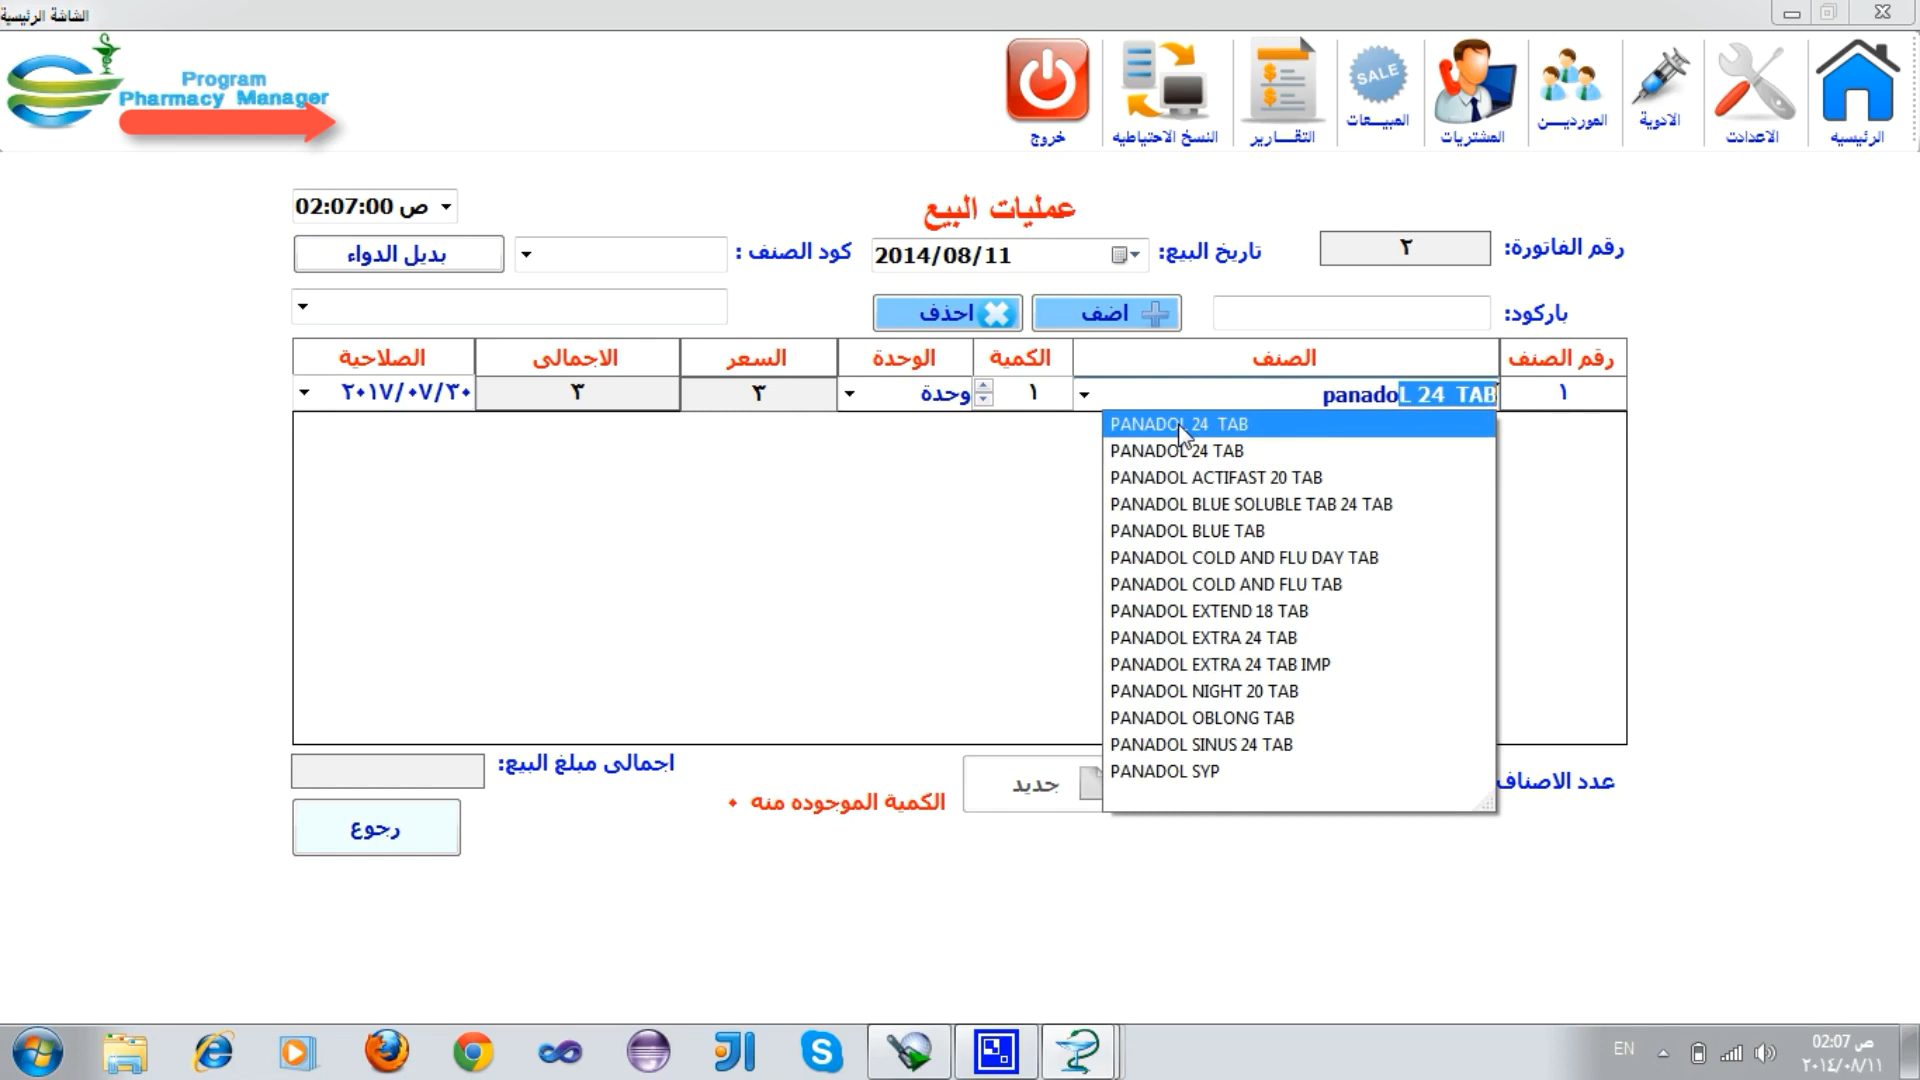 الشاشة الرئيسية
Program
Pharmacy Manager
الرئيسيه
الاعدادت
الادوية
المورديـــن
المشتريات
المبيــعات
SALE
التقـــارير
النسخ الاحتياطيه
خروج
عمليات البيع
رقم الفاتورة:
٢
تاريخ البيع:
2014/08/11
كود الصنف :
بديل الدواء
02:07:00 ص
باركود:
اضف
احذف
رقم الصنف
الصنف
الكمية
الوحدة
السعر
الاجمالى
الصلاحية
١
panadoL 24  TAB
١
وحدة
٣
٣
٢٠١٧/٠٧/٣٠
PANADOL 24  TAB
PANADOL 24 TAB
PANADOL ACTIFAST 20 TAB
PANADOL BLUE SOLUBLE TAB 24 TAB
PANADOL BLUE TAB
PANADOL COLD AND FLU DAY TAB
PANADOL COLD AND FLU TAB
PANADOL EXTEND 18 TAB
PANADOL EXTRA 24 TAB
PANADOL EXTRA 24 TAB IMP
PANADOL NIGHT 20 TAB
PANADOL OBLONG TAB
PANADOL SINUS 24 TAB
PANADOL SYP
عدد الاصناف
جديد
الكمية الموجوده منه ٠
اجمالى مبلغ البيع:
رجوع
EN
02:07 ص
٢٠١٤/٠٨/١١